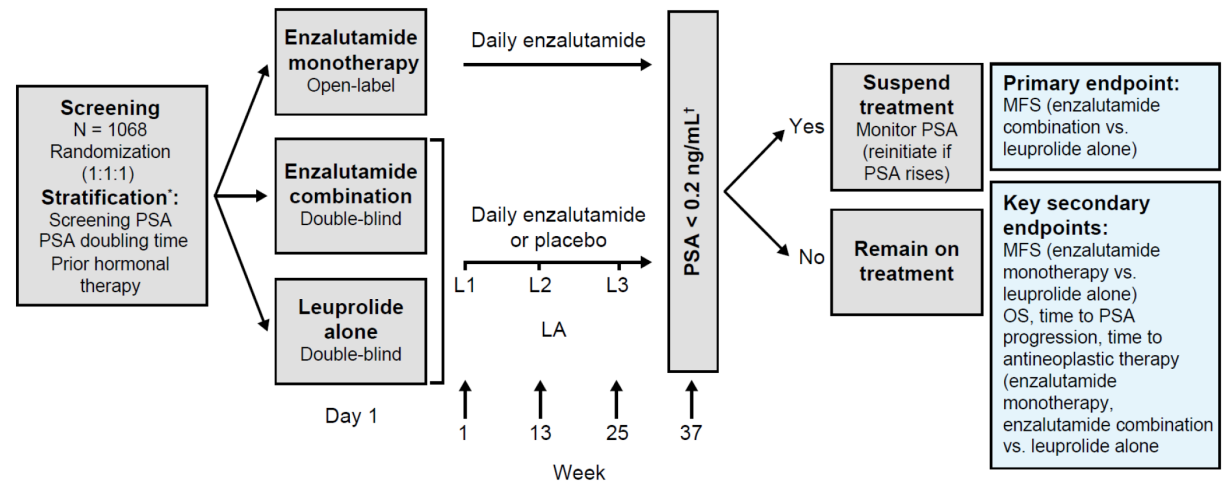 Screening
N = 1068
Randomization
(1:1:1)
Stratification*:
Screening PSA
PSA doubling time
Prior hormonal
therapy
Enzalutamide
monotherapy
Open-label
Enzalutamide
combination
Double-blind
Leuprolide
alone
Double-blind
Day 1
Daily enzalutamide
Daily enzalutamide
or placebo
L1 L2 L3
LA
1 13 25 37
Week
PSA < 0.2 ng/mL†
Yes
No
Suspend
treatment
Monitor PSA
(reinitiate if
PSA rises)
Remain on
treatment
Primary endpoint:
MFS (enzalutamide
combination vs.
leuprolide alone)
Key secondary
endpoints:
MFS (enzalutamide
monotherapy vs.
leuprolide alone)
OS, time to PSA
progression, time to
antineoplastic therapy
(enzalutamide
monotherapy,
enzalutamide combination
vs. leuprolide alone